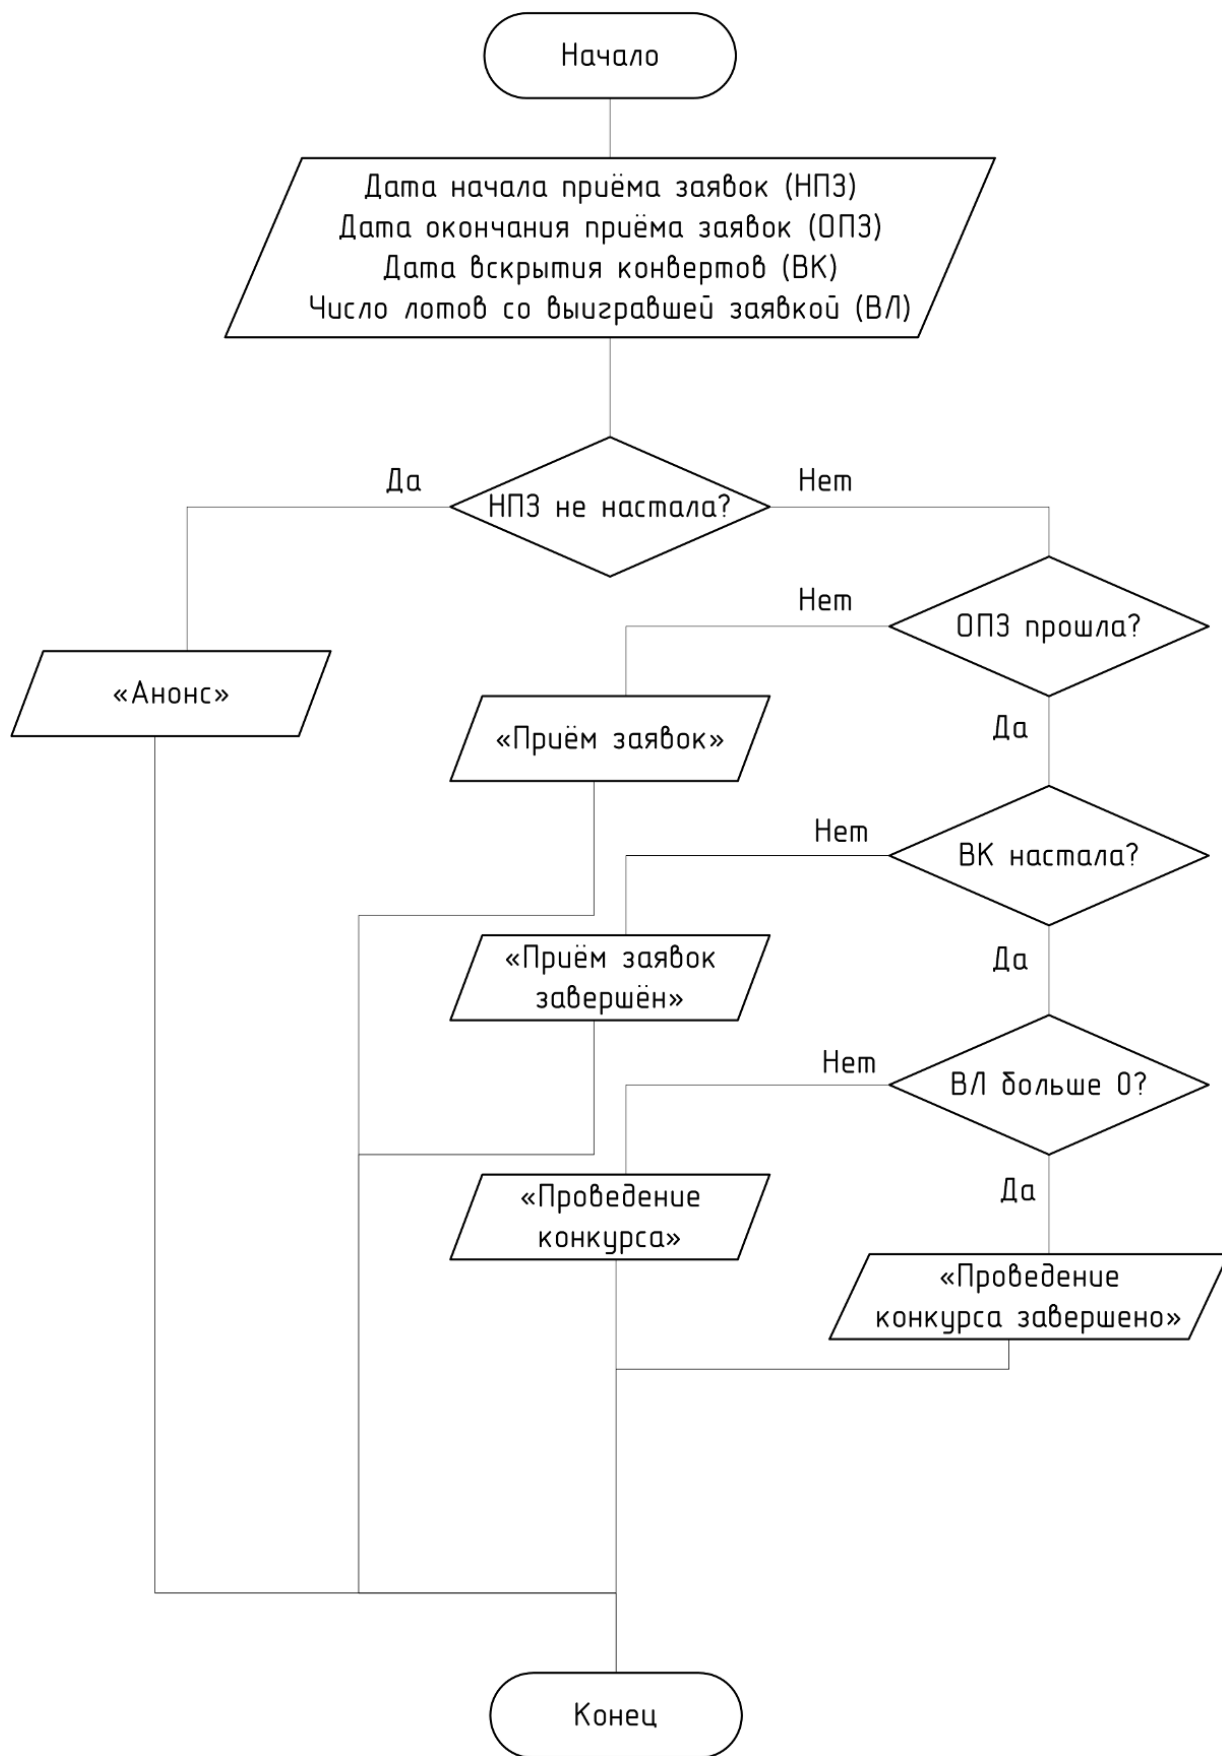 Начало
Дата начала приёма заявок (НПЗ)
Дата окончания приёма заявок (ОПЗ)
Дата вскрытия конвертов (ВК)
Число лотов со выигравшей заявкой (ВЛ)
Да
НПЗ не настала?
Нет
Нет
ОПЗ прошла?
«Анонс»
«Приём заявок»
Да
Нет
ВК настала?
«Приём заявок
завершён»
Да
Нет
ВЛ больше 0?
«Проведение
конкурса»
Да
«Проведение
конкурса завершено»
Конец